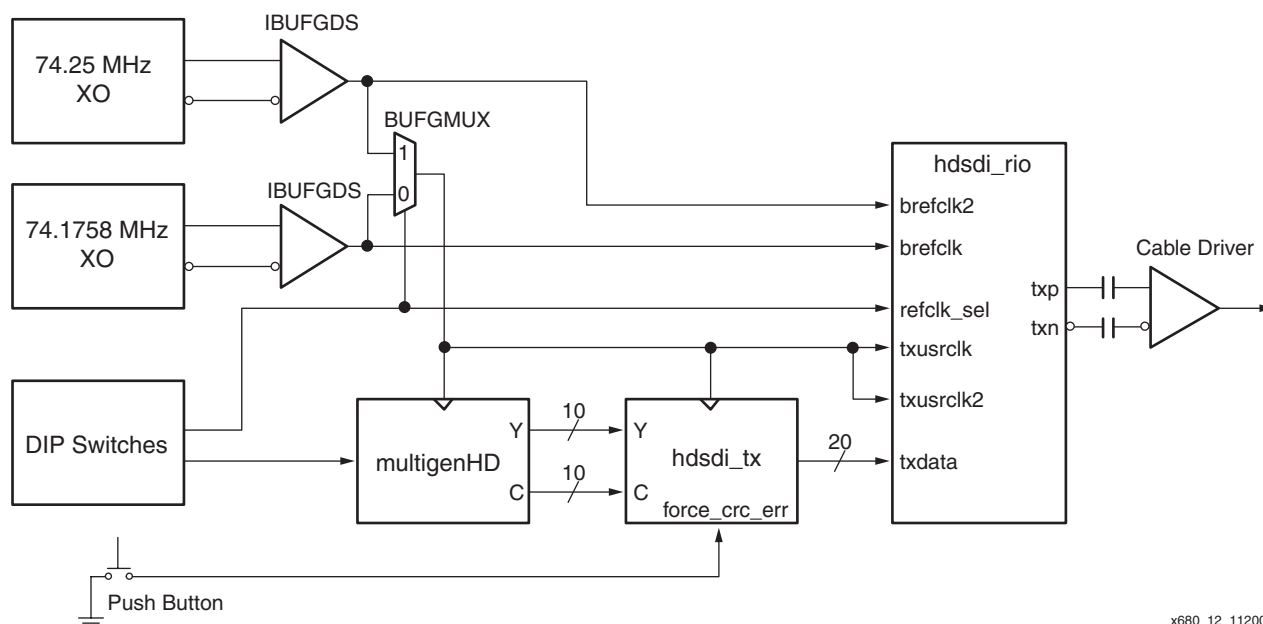 IBUFGDS
74.25 MHz
XO
BUFGMUX
1
0
hdsdi_rio
IBUFGDS
74.1758 MHz
XO
brefclk2
brefclk
Cable Driver
txp
refclk_sel
txn
txusrclk
txusrclk2
DIP Switches
multigenHD
Y
10
Y
C
10
C
hdsdi_tx
force_crc_err
20
txdata
Push Button
x680_12_11200